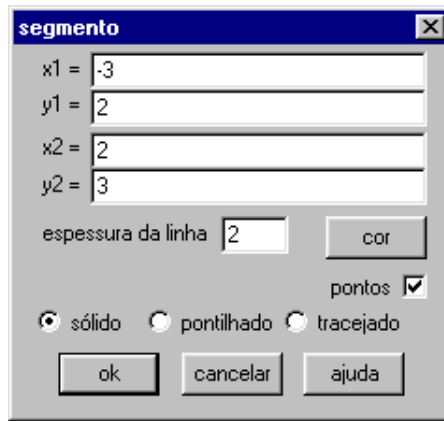 segmento
x1 = -3
y1 = 2
x2 = 2
y2 = 3
espessura da linha 2 cor
pontos
sólido pontilhado tracejado
ok cancelar ajuda